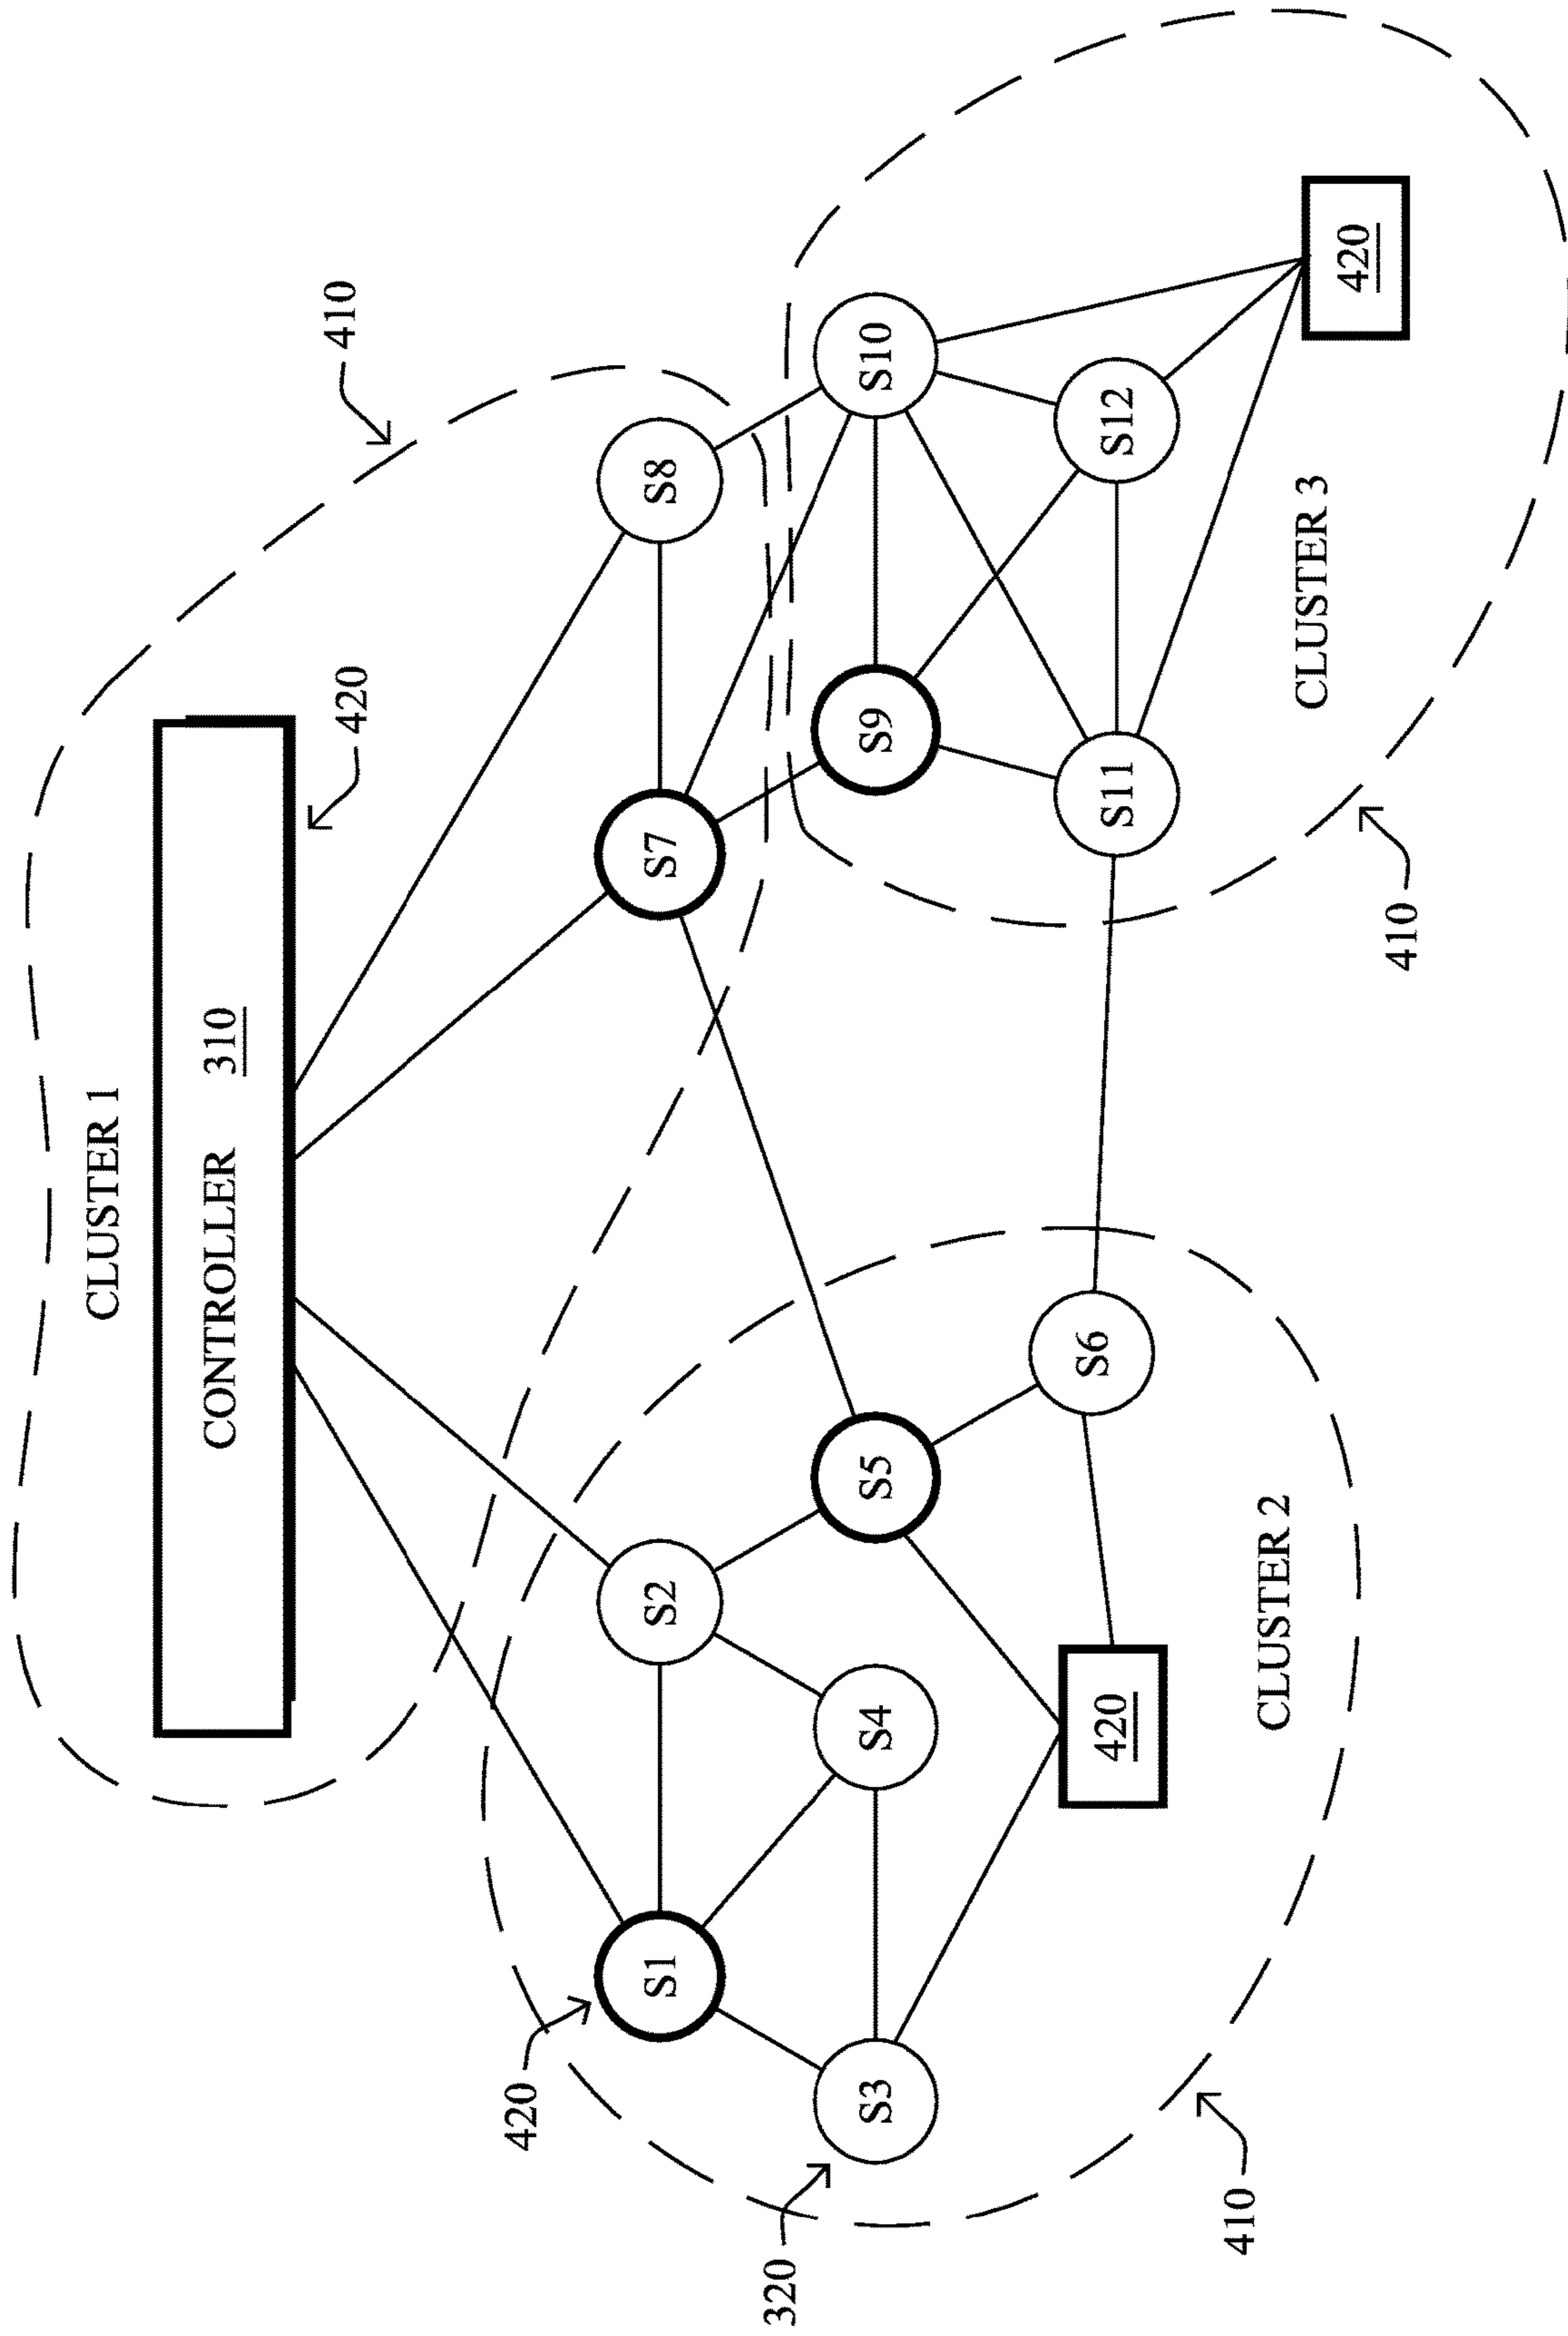 CLUSTER 1
CONTROLLER 310
420
410
S1
S2
S7
S8
420
320
S3
S4
S5
S9
S10
420
S6
S11
S12
CLUSTER 2
410
410
CLUSTER 3
420